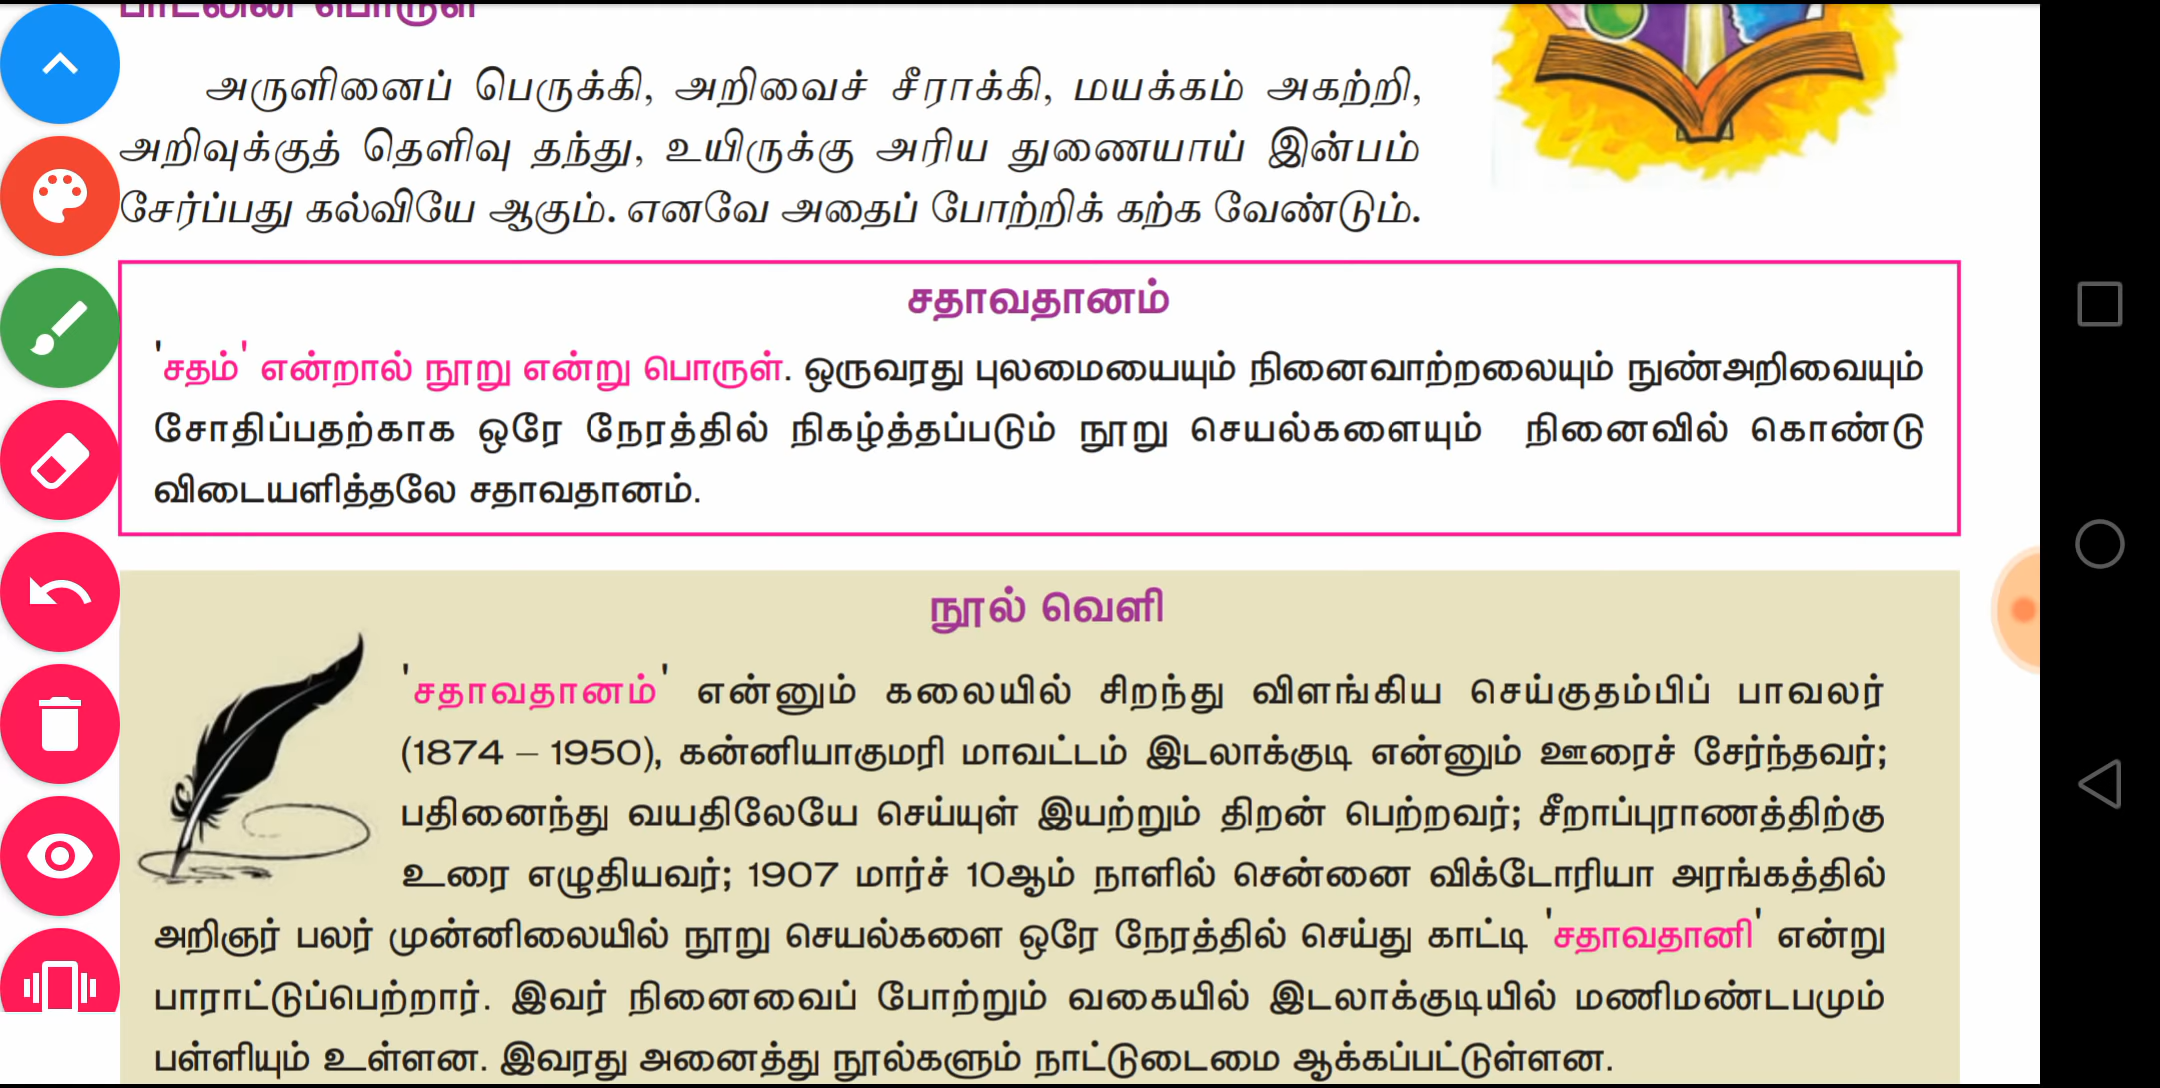 பாடலின் பொருள்
அருளினைப் பெருக்கி, அறிவைச் சீராக்கி, மயக்கம் அகற்றி,
அறிவுக்குத் தெளிவு தந்து, உயிருக்கு அரிய துணையாய் இன்பம்
சேர்ப்பது கல்வியே ஆகும். எனவே அதைப் போற்றிக் கற்க வேண்டும்.
சதாவதானம்
'சதம்' என்றால் நூறு என்று பொருள். ஒருவரது புலமையையும் நினைவாற்றலையும் நுண்அறிவையும்
சோதிப்பதற்காக ஒரே நேரத்தில் நிகழ்த்தப்படும் நூறு செயல்களையும் நினைவில் கொண்டு
விடையளித்தலே சதாவதானம்.
நூல் வெளி
'சதாவதானம்' என்னும் கலையில் சிறந்து விளங்கிய செய்குதம்பிப் பாவலர்
(1874 – 1950), கன்னியாகுமரி மாவட்டம் இடலாக்குடி என்னும் ஊரைச் சேர்ந்தவர்;
பதினைந்து வயதிலேயே செய்யுள் இயற்றும் திறன் பெற்றவர்; சீறாப்புராணத்திற்கு
உரை எழுதியவர்; 1907 மார்ச் 10ஆம் நாளில் சென்னை விக்டோரியா அரங்கத்தில்
அறிஞர் பலர் முன்னிலையில் நூறு செயல்களை ஒரே நேரத்தில் செய்து காட்டி 'சதாவதானி' என்று
பாராட்டுப்பெற்றார். இவர் நினைவைப் போற்றும் வகையில் இடலாக்குடியில் மணிமண்டபமும்
பள்ளியும் உள்ளன. இவரது அனைத்து நூல்களும் நாட்டுடைமை ஆக்கப்பட்டுள்ளன.